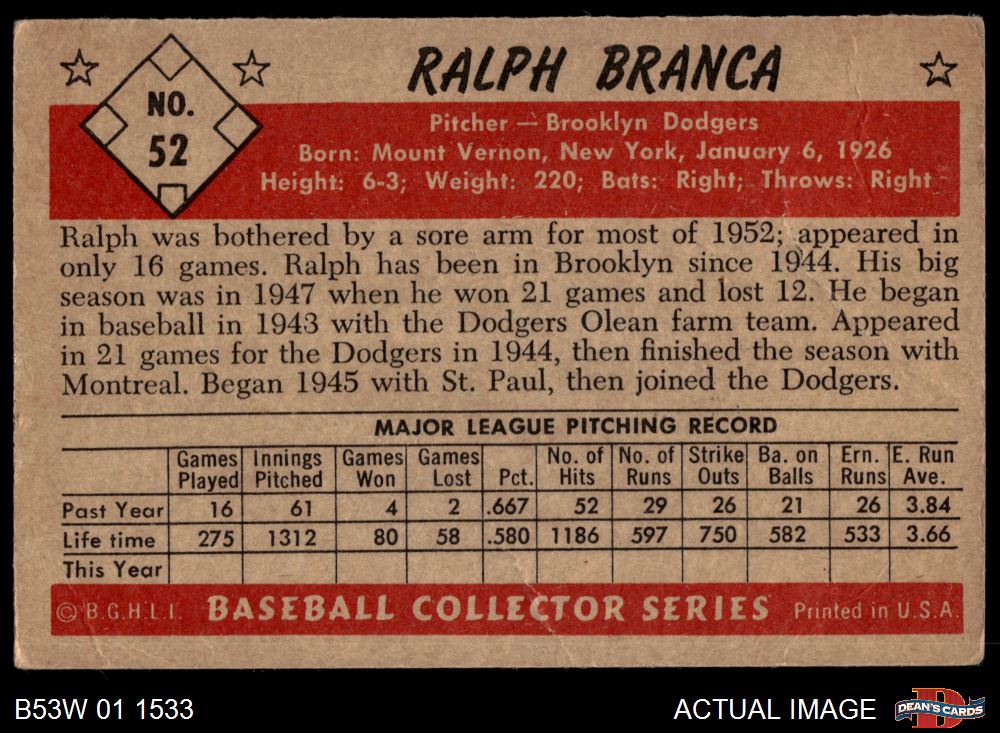 NO.
52
RALPH BRANCA
Pitcher — Brooklyn Dodgers
Born: Mount Vernon, New York, January 6, 1926
Height: 6-3; Weight: 220; Bats: Right; Throws: Right
Ralph was bothered by a sore arm for most of 1952; appeared in
only 16 games. Ralph has been in Brooklyn since 1944. His big
season was in 1947 when he won 21 games and lost 12. He began
in baseball in 1943 with the Dodgers Olean farm team. Appeared
in 21 games for the Dodgers in 1944, then finished the season with
Montreal. Began 1945 with St. Paul, then joined the Dodgers.
MAJOR LEAGUE PITCHING RECORD
Games Innings Games Games No. of No. of Strike Ba. on Ern. E. Run
Played Pitched Won Lost Pct. Hits Runs Outs Balls Runs Ave.
Past Year 16 61 4 2 .667 52 29 26 21 26 3.84
Life time 275 1312 80 58 .580 1186 597 750 582 533 3.66
This Year
© B.G.H.L.I. BASEBALL COLLECTOR SERIES Printed in U.S.A.
B53W 01 1533
ACTUAL IMAGE
D
DEAN'S CARDS